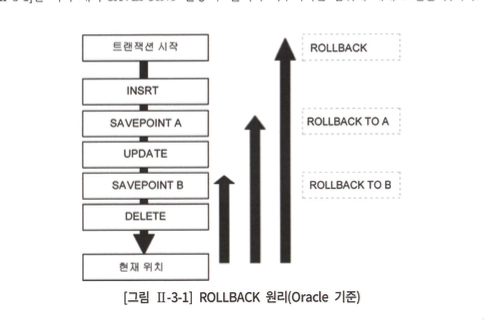 트랜잭션 시작
ROLLBACK
INSRT
SAVEPOINT A
ROLLBACK TO A
UPDATE
SAVEPOINT B
ROLLBACK TO B
DELETE
현재 위치
[그림 Ⅱ-3-1] ROLLBACK 원리(Oracle 기준)